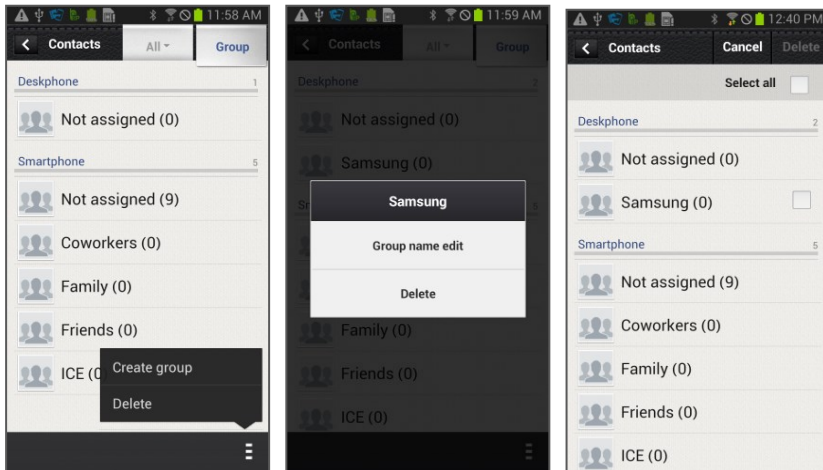 11:58 AM
Contacts
All
Group
Deskphone 1
Not assigned (0)
Smartphone 5
Not assigned (9)
Coworkers (0)
Family (0)
Friends (0)
ICE (0
Create group
Delete
11:59 AM
Contacts
All
Group
Deskphone 2
Not assigned (0)
Samsung (0)
Sr 5
Samsung
Group name edit
Delete
Family (0)
Friends (0)
ICE (0)
12:40 PM
Contacts
Cancel
Delete
Select all
Deskphone 2
Not assigned (0)
Samsung (0)
Smartphone 5
Not assigned (9)
Coworkers (0)
Family (0)
Friends (0)
ICE (0)